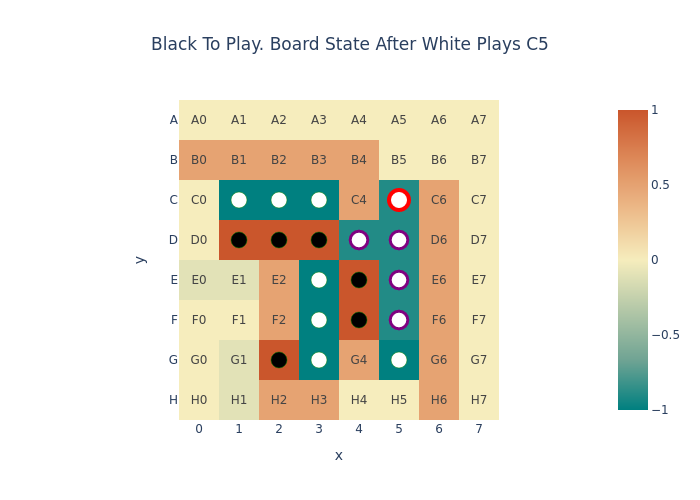 Black To Play. Board State After White Plays C5
A A0 A1 A2 A3 A4 A5 A6 A7
B B0 B1 B2 B3 B4 B5 B6 B7
C C0 C4 C6 C7
D D0 D6 D7
E E0 E1 E2 E6 E7
F F0 F1 F2 F6 F7
G G0 G1 G4 G6 G7
H H0 H1 H2 H3 H4 H5 H6 H7
0 1 2 3 4 5 6 7
x
y
1
0.5
0
−0.5
−1